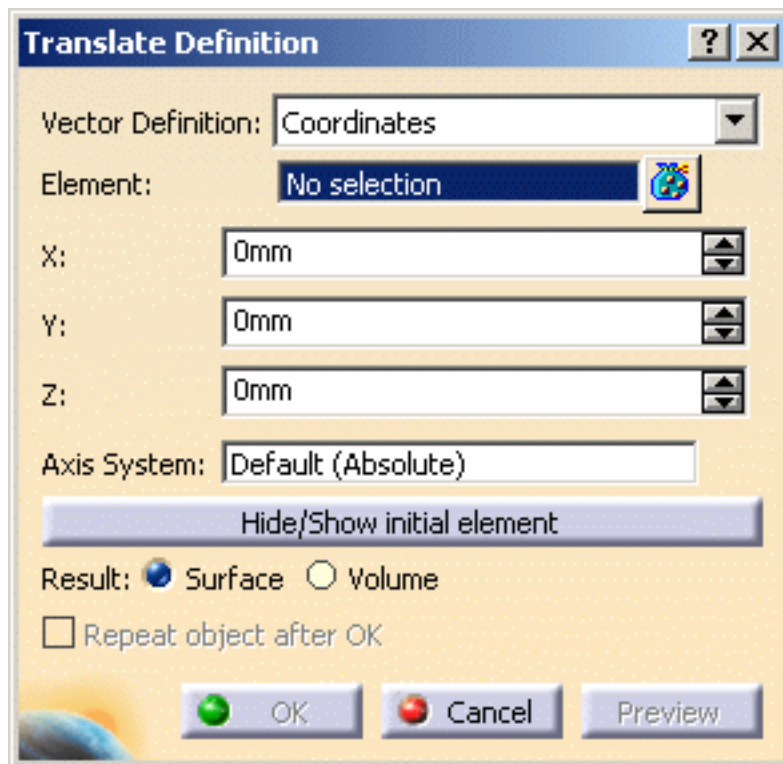 Translate Definition
Vector Definition: Coordinates
Element: No selection
X: 0mm
Y: 0mm
Z: 0mm
Axis System: Default (Absolute)
Hide/Show initial element
Result: Surface Volume
Repeat object after OK
OK Cancel Preview